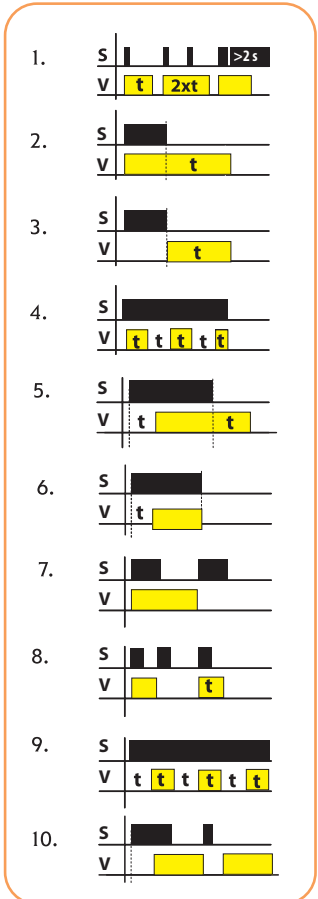 1.
S >2s
V t 2xt
2.
S
V t
3.
S
V t
4.
S
V t t t t t
5.
S
V t t
6.
S
V t
7.
S
V
8.
S
V t
9.
S
V t t t t t t
10.
S
V